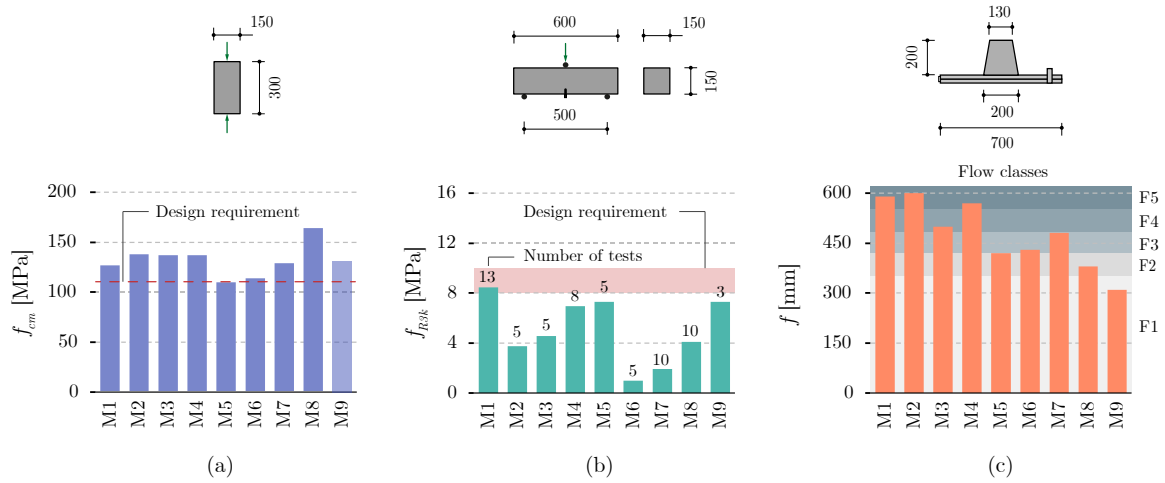 150
300
600
150
150
500
130
200
200
700
f_cm [MPa]
200
150
100
50
0
Design requirement
M1 M2 M3 M4 M5 M6 M7 M8 M9
(a)
f_R3k [MPa]
16
12
8
4
0
Design requirement
Number of tests
13 5 5 8 5 5 10 10 3
M1 M2 M3 M4 M5 M6 M7 M8 M9
(b)
Flow classes
f [mm]
600
450
300
150
0
F5
F4
F3
F2
F1
M1 M2 M3 M4 M5 M6 M7 M8 M9
(c)